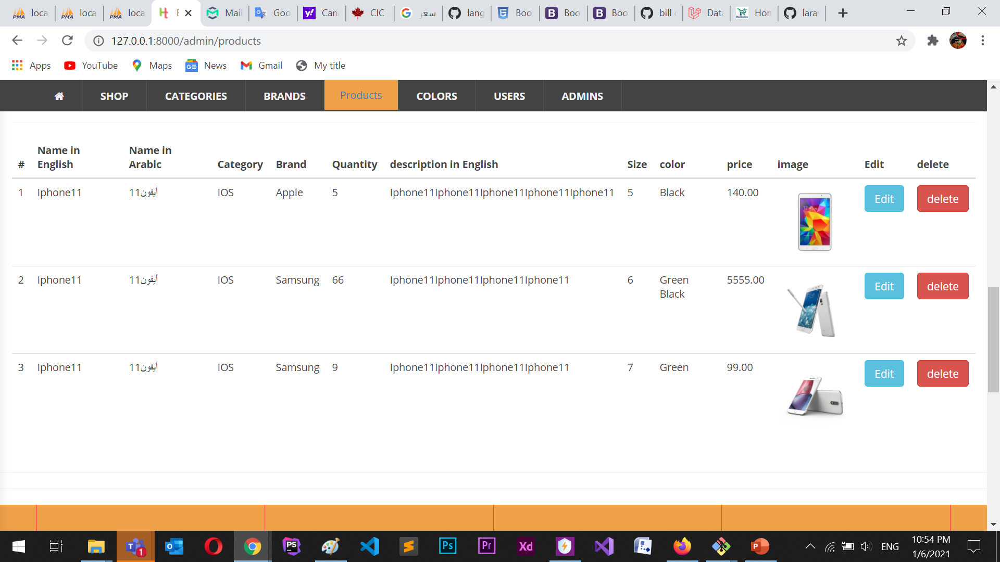 loca
loca
loca
E
Mail
Goo
Can
CIC
سعر
lang
Boo
Boo
Boo
bill
Data
Hon
lara
127.0.0.1:8000/admin/products
Apps
YouTube
Maps
News
Gmail
My title
SHOP
CATEGORIES
BRANDS
Products
COLORS
USERS
ADMINS
# Name in English Name in Arabic Category Brand Quantity description in English Size color price image Edit delete
1 Iphone11 أيفون11 IOS Apple 5 Iphone11Iphone11Iphone11Iphone11Iphone11 5 Black 140.00 Edit delete
2 Iphone11 أيفون11 IOS Samsung 66 Iphone11Iphone11Iphone11Iphone11 6 Green Black 5555.00 Edit delete
3 Iphone11 أيفون11 IOS Samsung 9 Iphone11Iphone11Iphone11Iphone11 7 Green 99.00 Edit delete
ENG
10:54 PM
1/6/2021